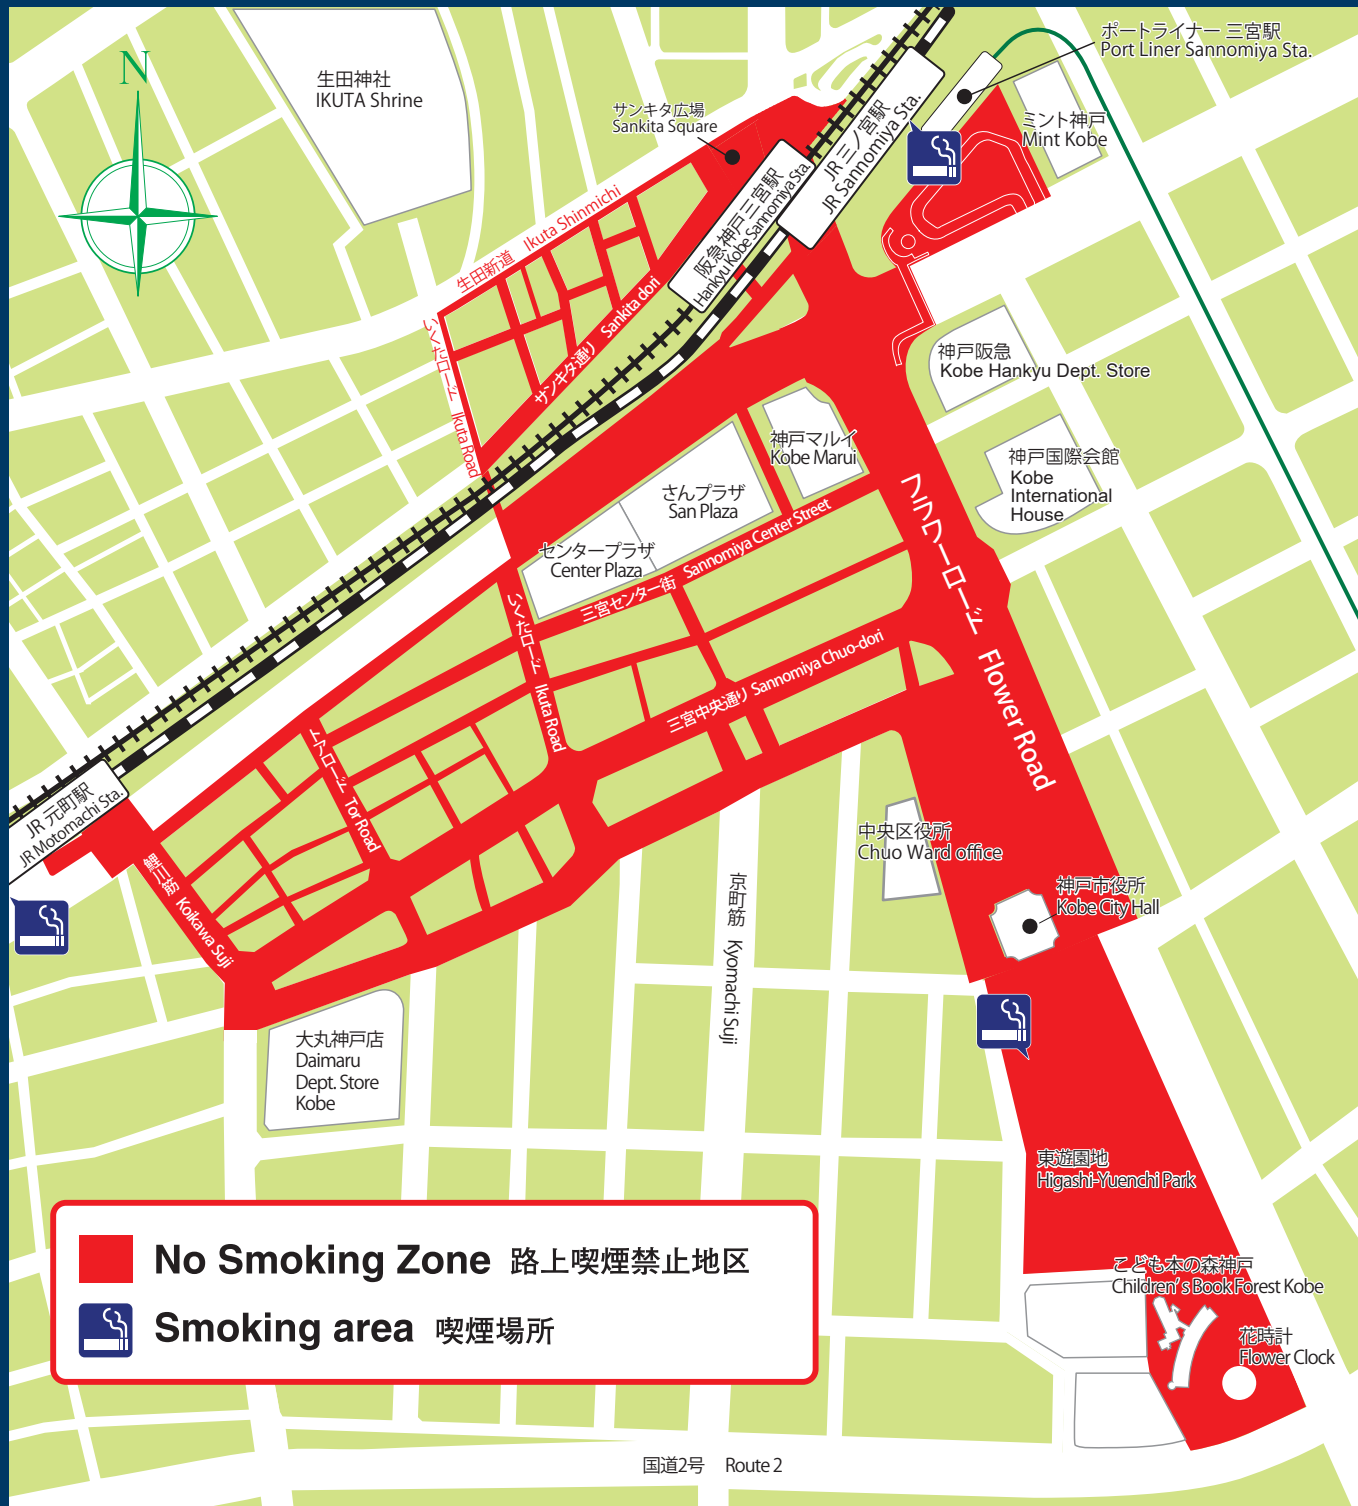 N
生田神社
IKUTA Shrine
サンキタ広場
Sankita Square
ポートライナー 三宮駅
Port Liner Sannomiya Sta.
ミント神戸
Mint Kobe
JR 三ノ宮駅
JR Sannomiya Sta.
阪急神戸三宮駅
Hankyu Kobe Sannomiya Sta.
生田新道 Ikuta Shinmichi
いくたロード Ikuta Road
サンキタ通り Sankita dori
神戸阪急
Kobe Hankyu Dept. Store
神戸マルイ
Kobe Marui
神戸国際会館
Kobe
International
House
さんプラザ
San Plaza
センタープラザ
Center Plaza
三宮センター街 Sannomiya Center Street
フラワーロード Flower Road
いくたロード Ikuta Road
三宮中央通り Sannomiya Chuo-dori
トアロード Tor Road
JR 元町駅
JR Motomachi Sta.
鯉川筋 Koikawa Suji
中央区役所
Chuo Ward office
神戸市役所
Kobe City Hall
京町筋 Kyomachi Suji
大丸神戸店
Daimaru
Dept. Store
Kobe
東遊園地
Higashi-Yuenchi Park
こども本の森神戸
Children's Book Forest Kobe
花時計
Flower Clock
No Smoking Zone 路上喫煙禁止地区
Smoking area 喫煙場所
国道2号 Route 2